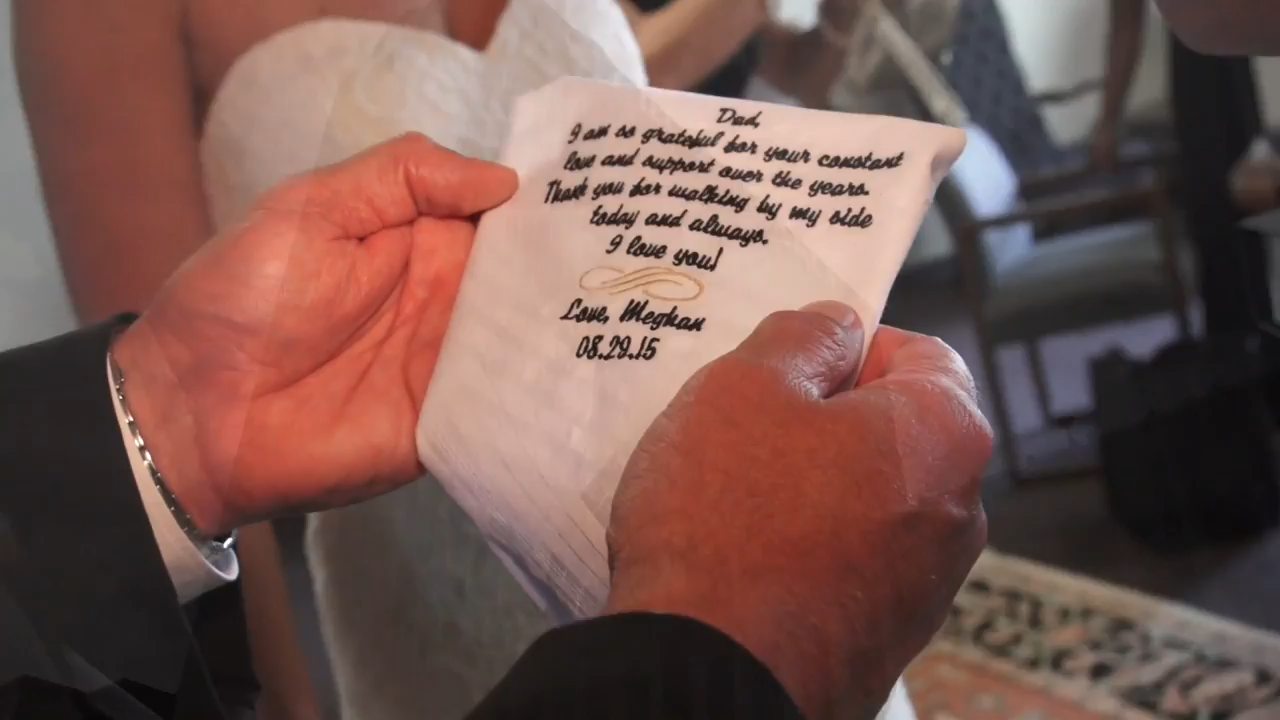 Dad,
I am so grateful for your constant
love and support over the years.
Thank you for walking by my side
today and always.
I love you!
Love, Meghan
08.29.15